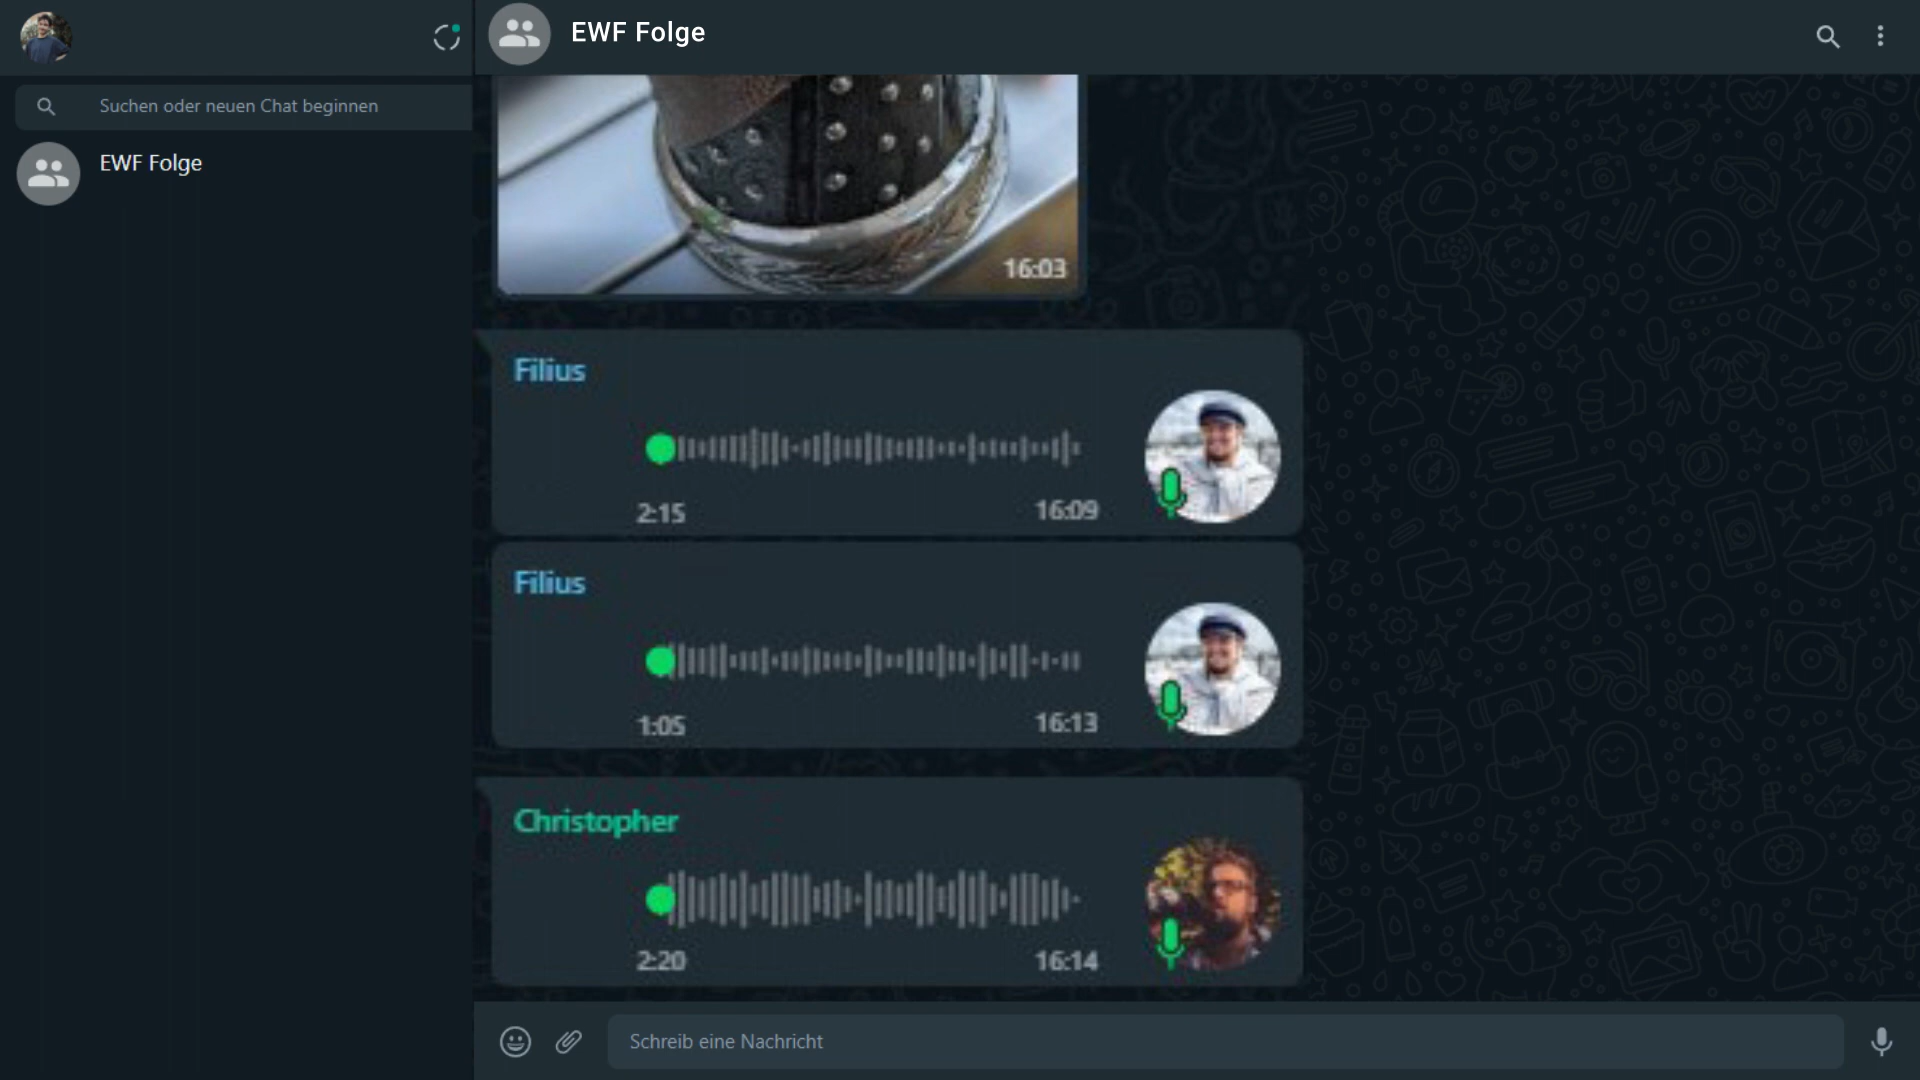 EWF Folge
Suchen oder neuen Chat beginnen
EWF Folge
16:03
Filius
2:15
16:09
Filius
1:05
16:13
Christopher
2:20
16:14
Schreib eine Nachricht